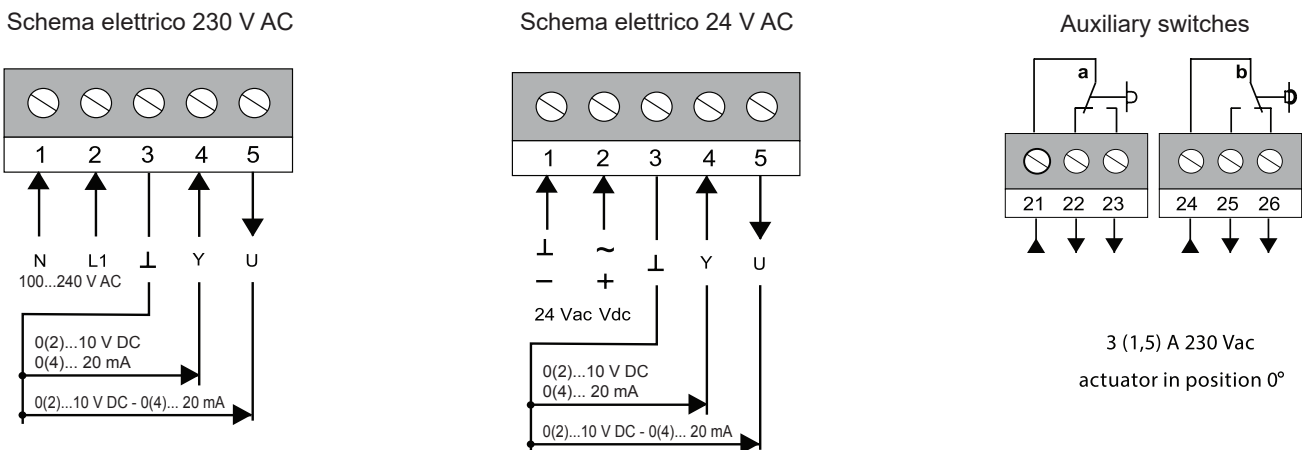 Schema elettrico 230 V AC
1 2 3 4 5
N L1 ⊥ Y U
100...240 V AC
0(2)...10 V DC
0(4)... 20 mA
0(2)...10 V DC - 0(4)... 20 mA
Schema elettrico 24 V AC
1 2 3 4 5
⊥ ~ ⊥ Y U
− +
24 Vac Vdc
0(2)...10 V DC
0(4)... 20 mA
0(2)...10 V DC - 0(4)... 20 mA
Auxiliary switches
a b
21 22 23 24 25 26
3 (1,5) A 230 Vac
actuator in position 0°